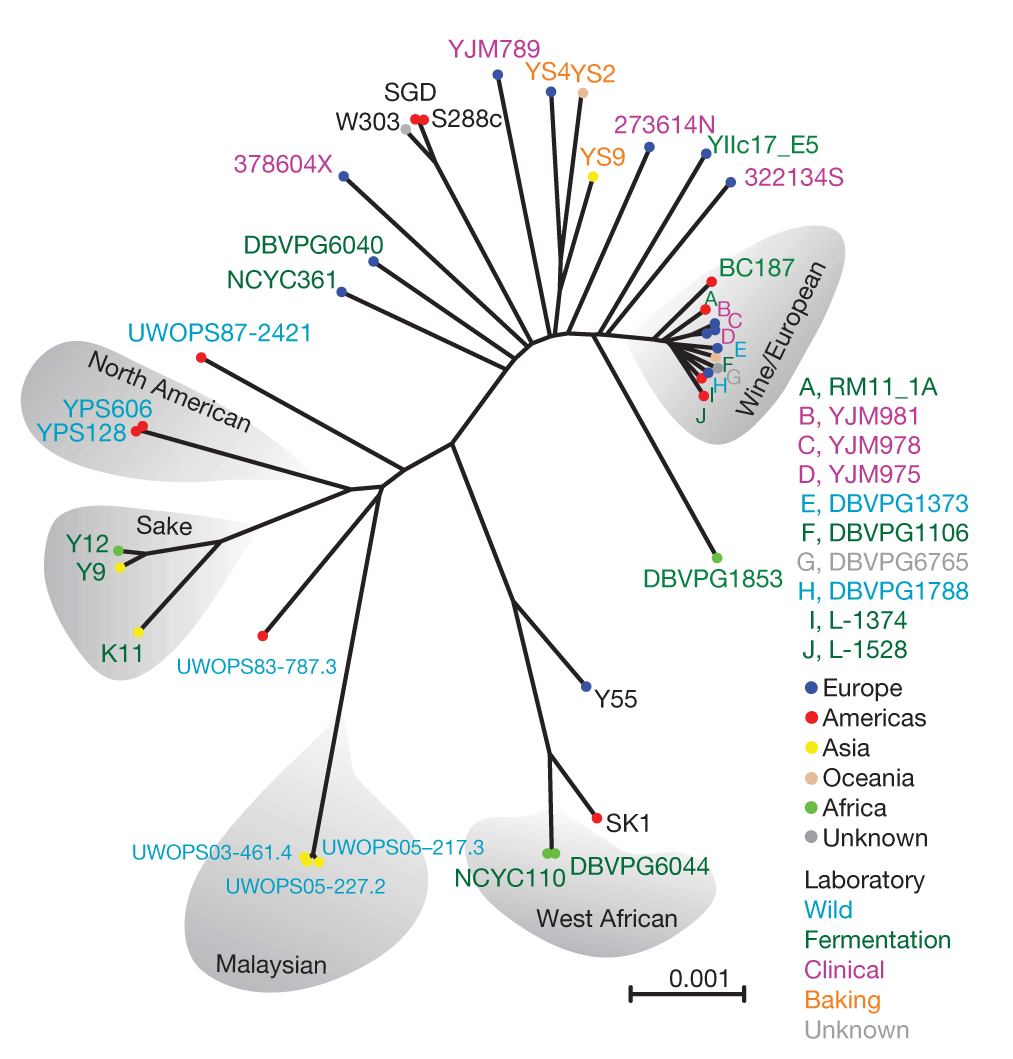 YJM789
YS4
YS2
SGD
W303
S288c
273614N
YIIc17_E5
YS9
378604X
322134S
DBVPG6040
BC187
NCYC361
A
B
C
D
E
F
G
H
I
J
Wine/European
UWOPS87-2421
North American
YPS606
YPS128
A, RM11_1A
B, YJM981
C, YJM978
D, YJM975
E, DBVPG1373
F, DBVPG1106
G, DBVPG6765
H, DBVPG1788
I, L-1374
J, L-1528
Sake
Y12
Y9
K11
DBVPG1853
UWOPS83-787.3
Y55
Europe
Americas
Asia
Oceania
Africa
Unknown
SK1
UWOPS03-461.4
UWOPS05–217.3
UWOPS05-227.2
NCYC110
DBVPG6044
West African
Malaysian
0.001
Laboratory
Wild
Fermentation
Clinical
Baking
Unknown